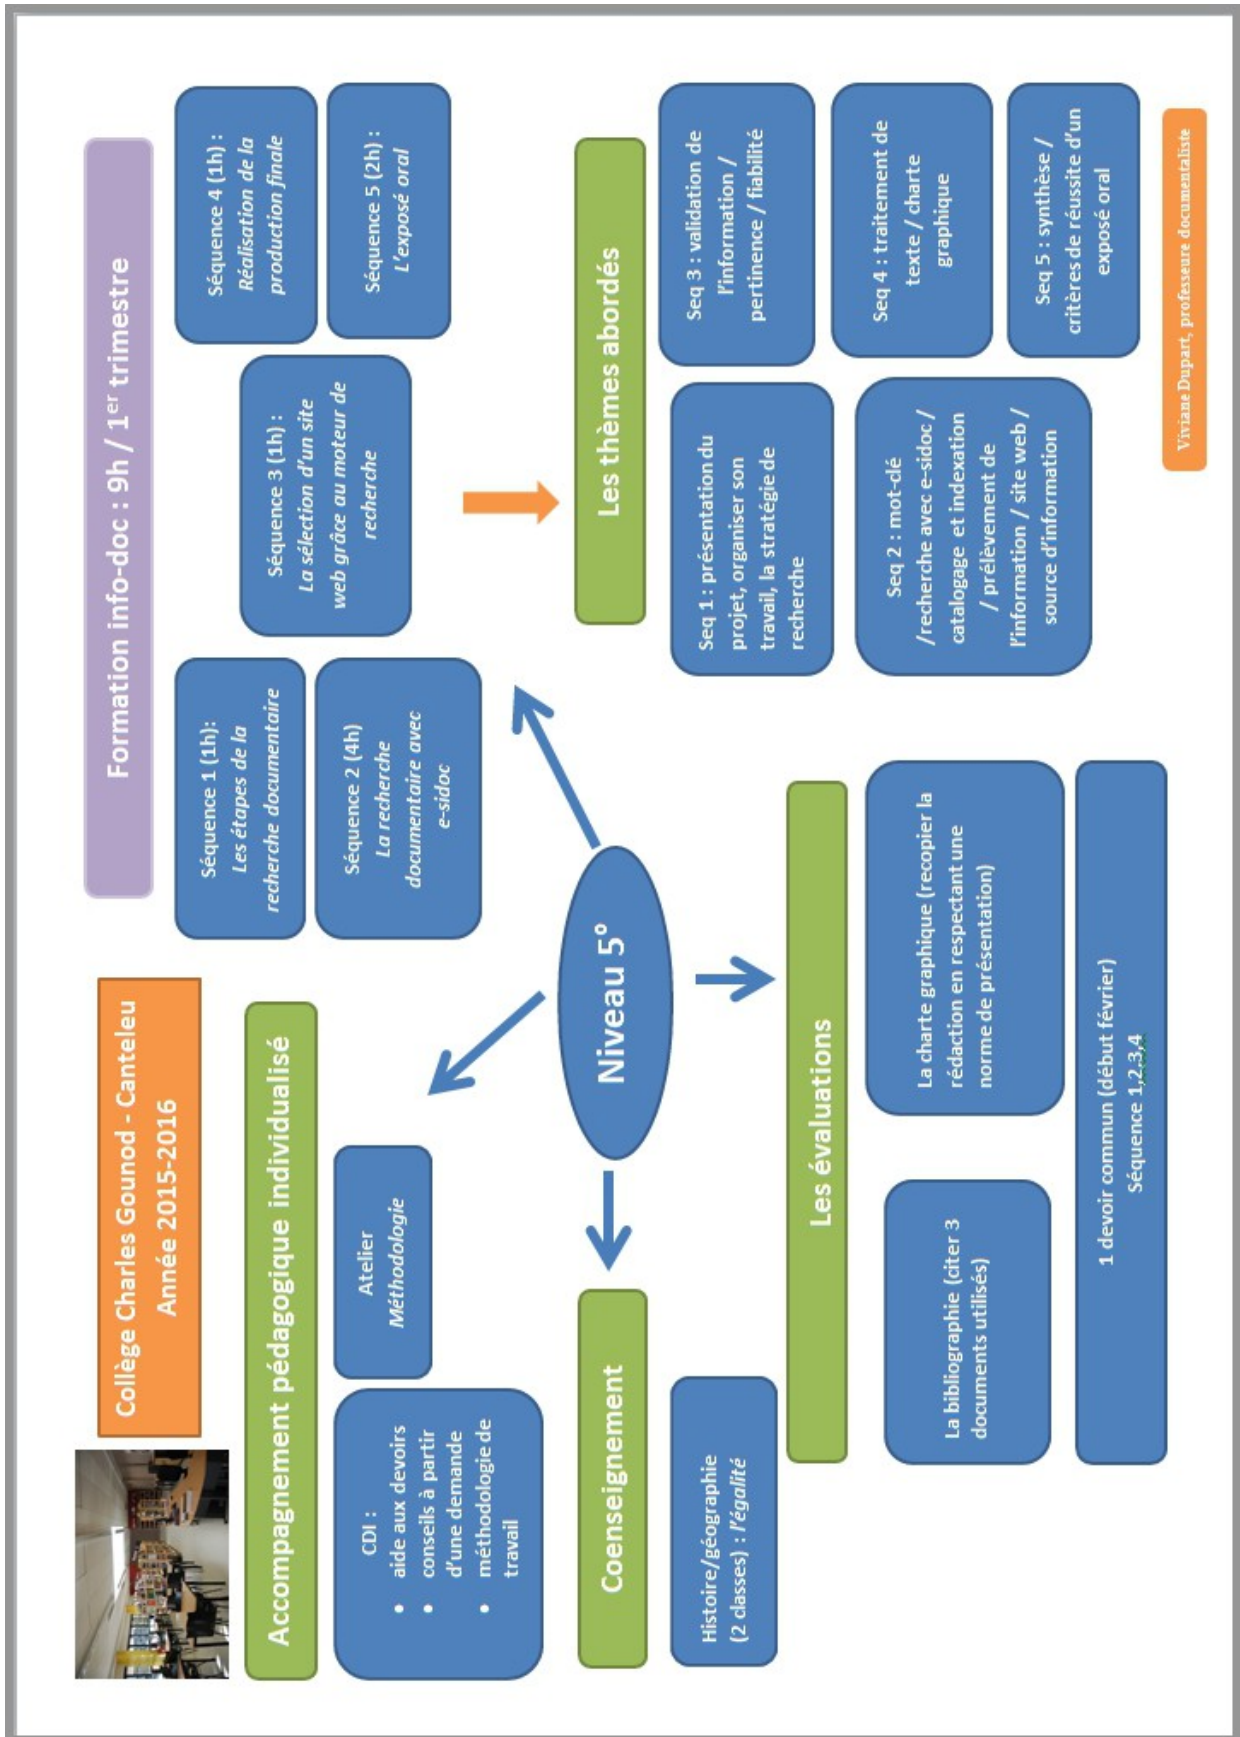 Collège Charles Gounod - Canteleu
Année 2015-2016
Formation info-doc : 9h / 1er trimestre
Séquence 1 (1h):
Les étapes de la
recherche documentaire
Séquence 2 (4h)
La recherche
documentaire avec
e-sidoc
Séquence 3 (1h) :
La sélection d'un site
web grâce au moteur de
recherche
Séquence 4 (1h) :
Réalisation de la
production finale
Séquence 5 (2h) :
L'exposé oral
Accompagnement pédagogique individualisé
CDI :
• aide aux devoirs
• conseils à partir
d'une demande
• méthodologie de
travail
Atelier
Méthodologie
Niveau 5°
Les thèmes abordés
Seq 1 : présentation du
projet, organiser son
travail, la stratégie de
recherche
Seq 2 : mot-clé
/recherche avec e-sidoc /
catalogage et indexation
/ prélèvement de
l'information / site web /
source d'information
Seq 3 : validation de
l'information /
pertinence / fiabilité
Seq 4 : traitement de
texte / charte
graphique
Seq 5 : synthèse /
critères de réussite d'un
exposé oral
Coenseignement
Histoire/géographie
(2 classes) : l'égalité
Les évaluations
La bibliographie (citer 3
documents utilisés)
La charte graphique (recopier la
rédaction en respectant une
norme de présentation)
1 devoir commun (début février)
Séquence 1,2,3,4
Viviane Dupart, professeure documentaliste